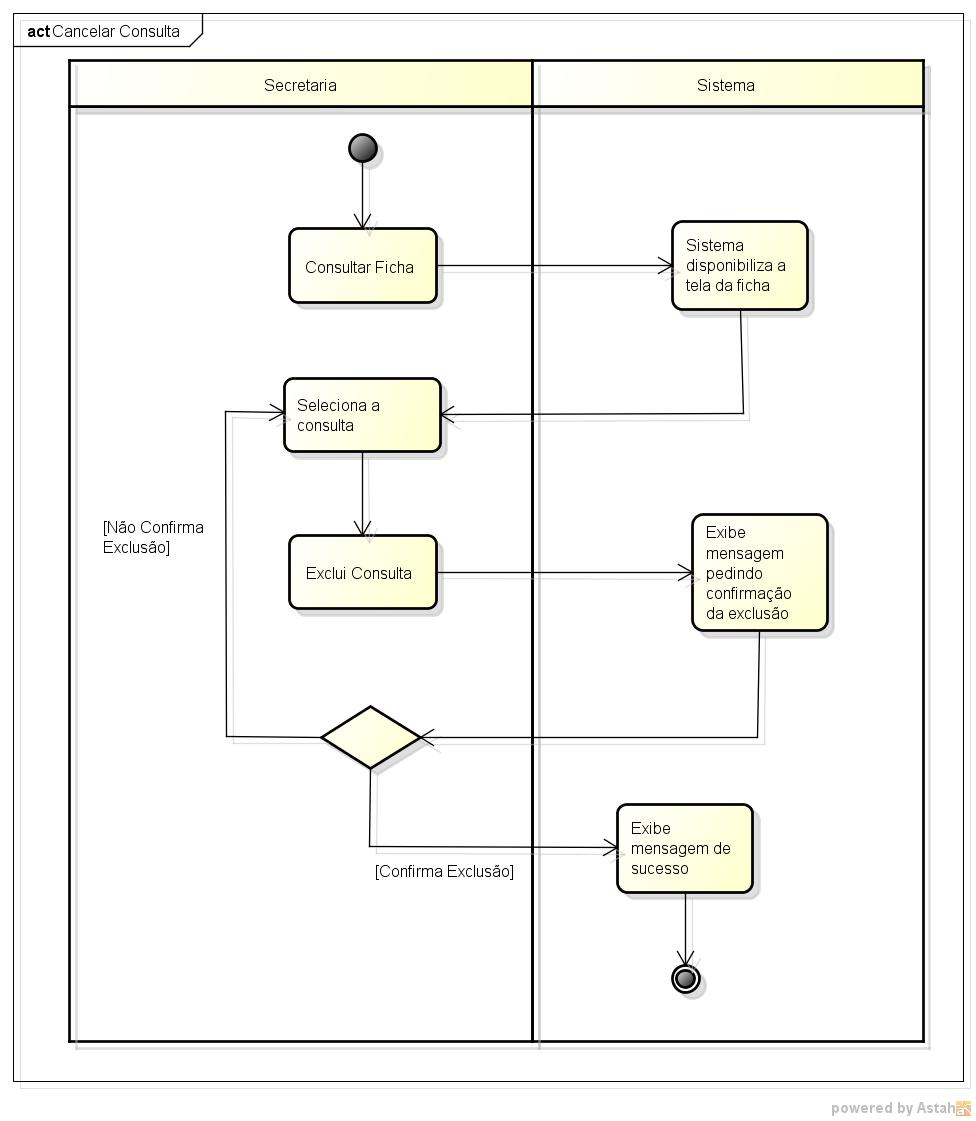 act Cancelar Consulta
Secretaria
Sistema
Consultar Ficha
Sistema
disponibiliza a
tela da ficha
Seleciona a
consulta
[Não Confirma
Exclusão]
Exclui Consulta
Exibe
mensagem
pedindo
confirmação
da exclusão
Exibe
mensagem de
sucesso
[Confirma Exclusão]
powered by Astah